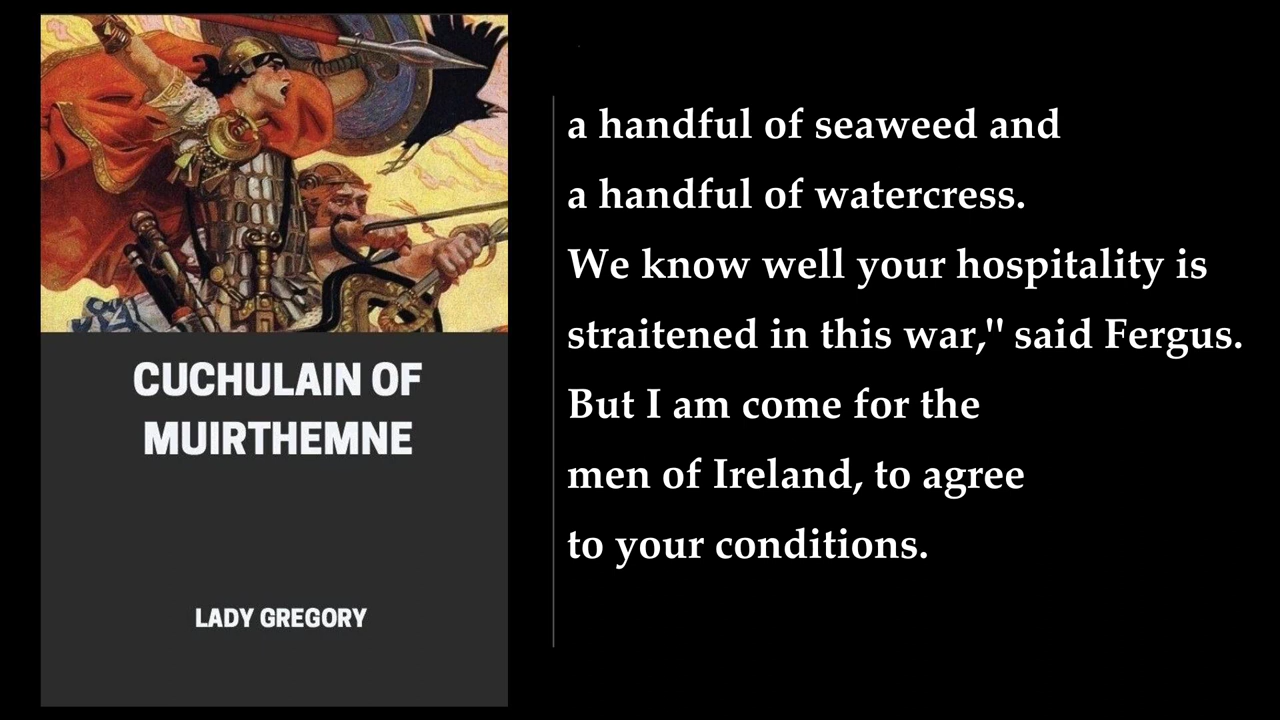 CUCHULAIN OF
MUIRTHEMNE
LADY GREGORY
a handful of seaweed and
a handful of watercress.
We know well your hospitality is
straitened in this war," said Fergus.
But I am come for the
men of Ireland, to agree
to your conditions.